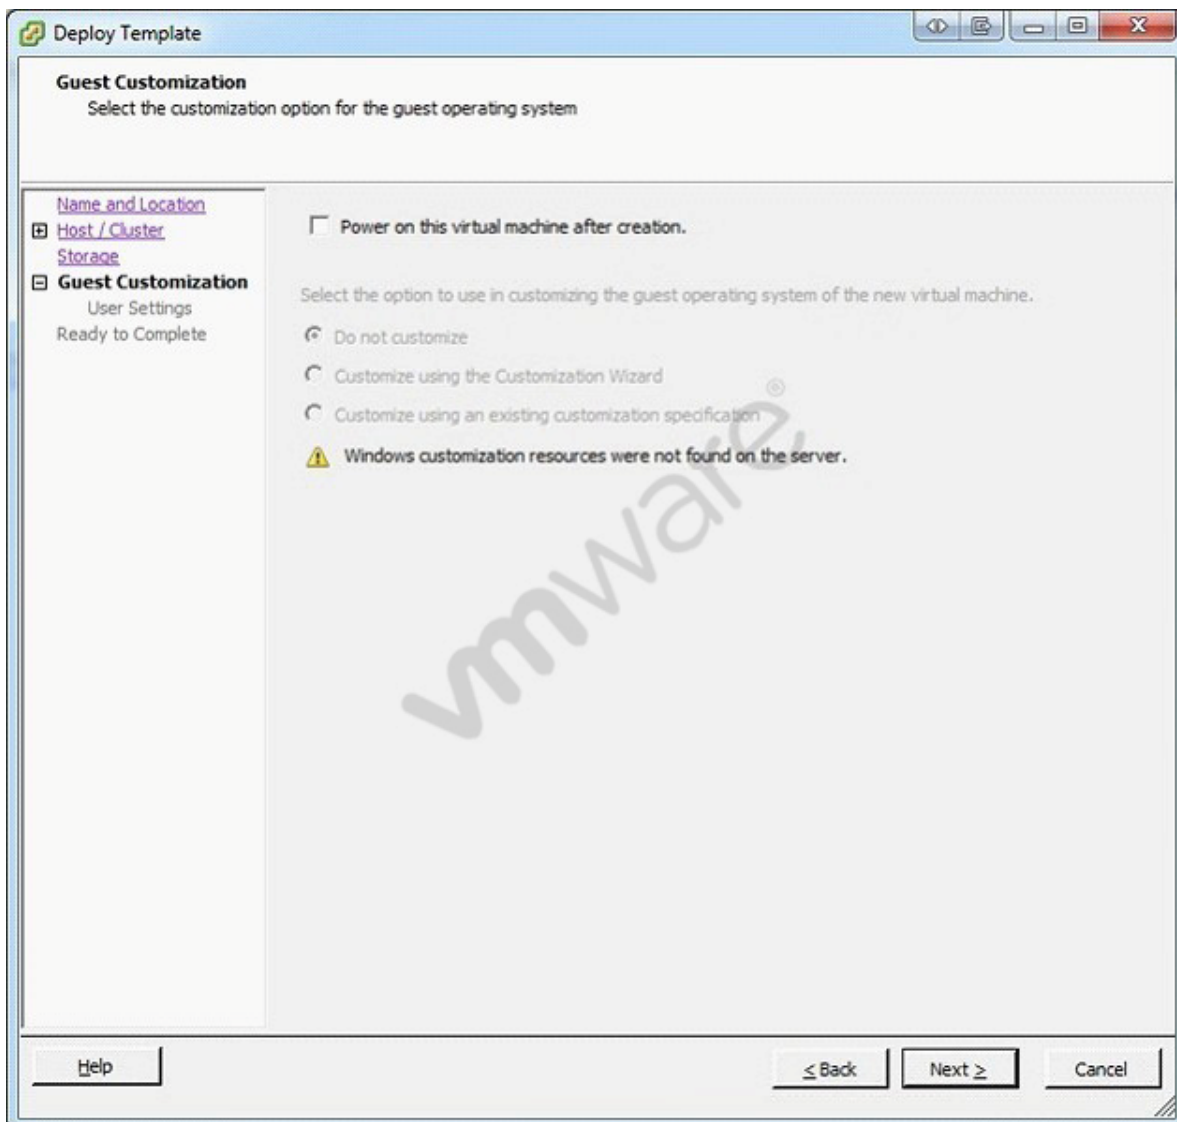 Deploy Template
Guest Customization
Select the customization option for the guest operating system
Name and Location
Host / Cluster
Storage
Guest Customization
User Settings
Ready to Complete
Power on this virtual machine after creation.
Select the option to use in customizing the guest operating system of the new virtual machine.
Do not customize
Customize using the Customization Wizard
Customize using an existing customization specification
Windows customization resources were not found on the server.
vmware®
Help
< Back
Next >
Cancel